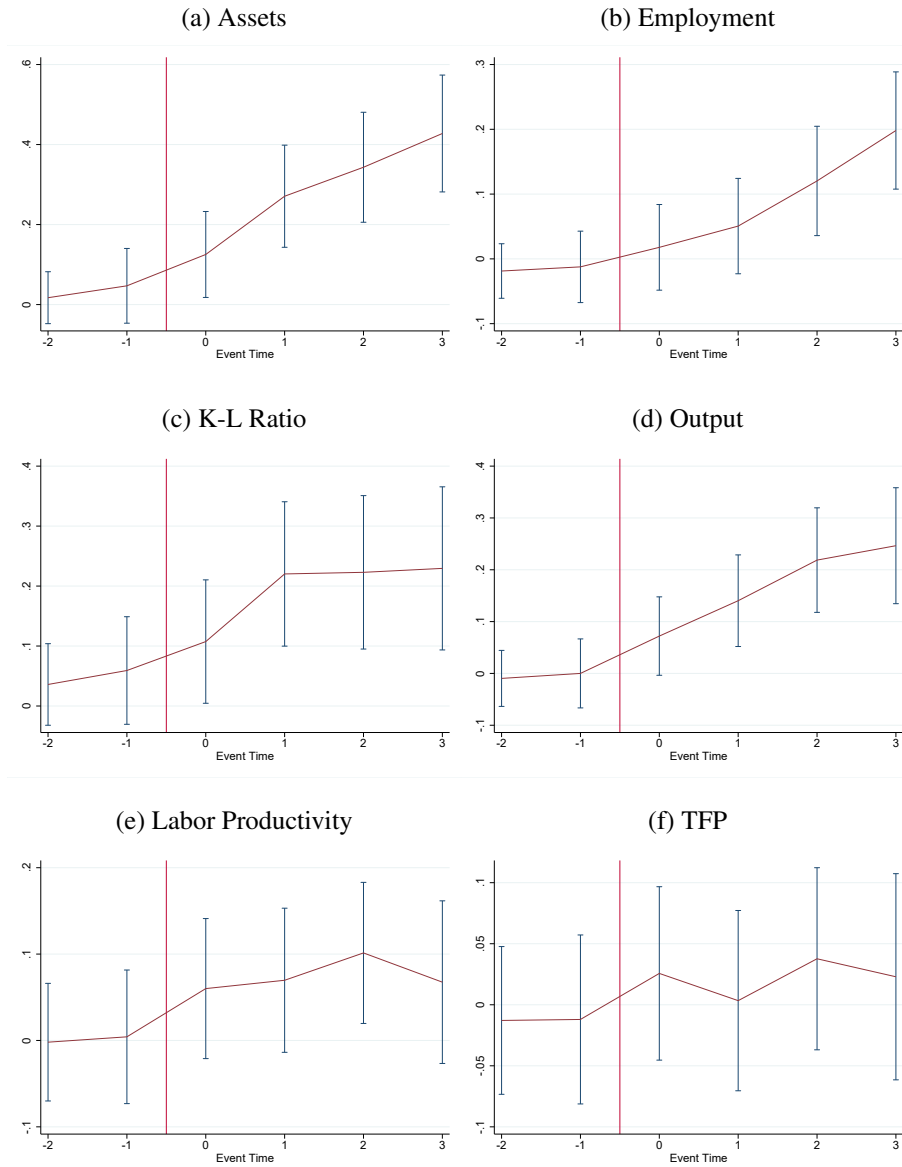 (a) Assets
(b) Employment
.6
.4
.2
0
-2 -1 0 1 2 3
Event Time
.3
.2
.1
0
-.1
-2 -1 0 1 2 3
Event Time
(c) K-L Ratio
(d) Output
.4
.3
.2
.1
0
-2 -1 0 1 2 3
Event Time
.4
.3
.2
.1
0
-.1
-2 -1 0 1 2 3
Event Time
(e) Labor Productivity
(f) TFP
.2
.1
0
-.1
-2 -1 0 1 2 3
Event Time
.1
.05
0
-.05
-.1
-2 -1 0 1 2 3
Event Time